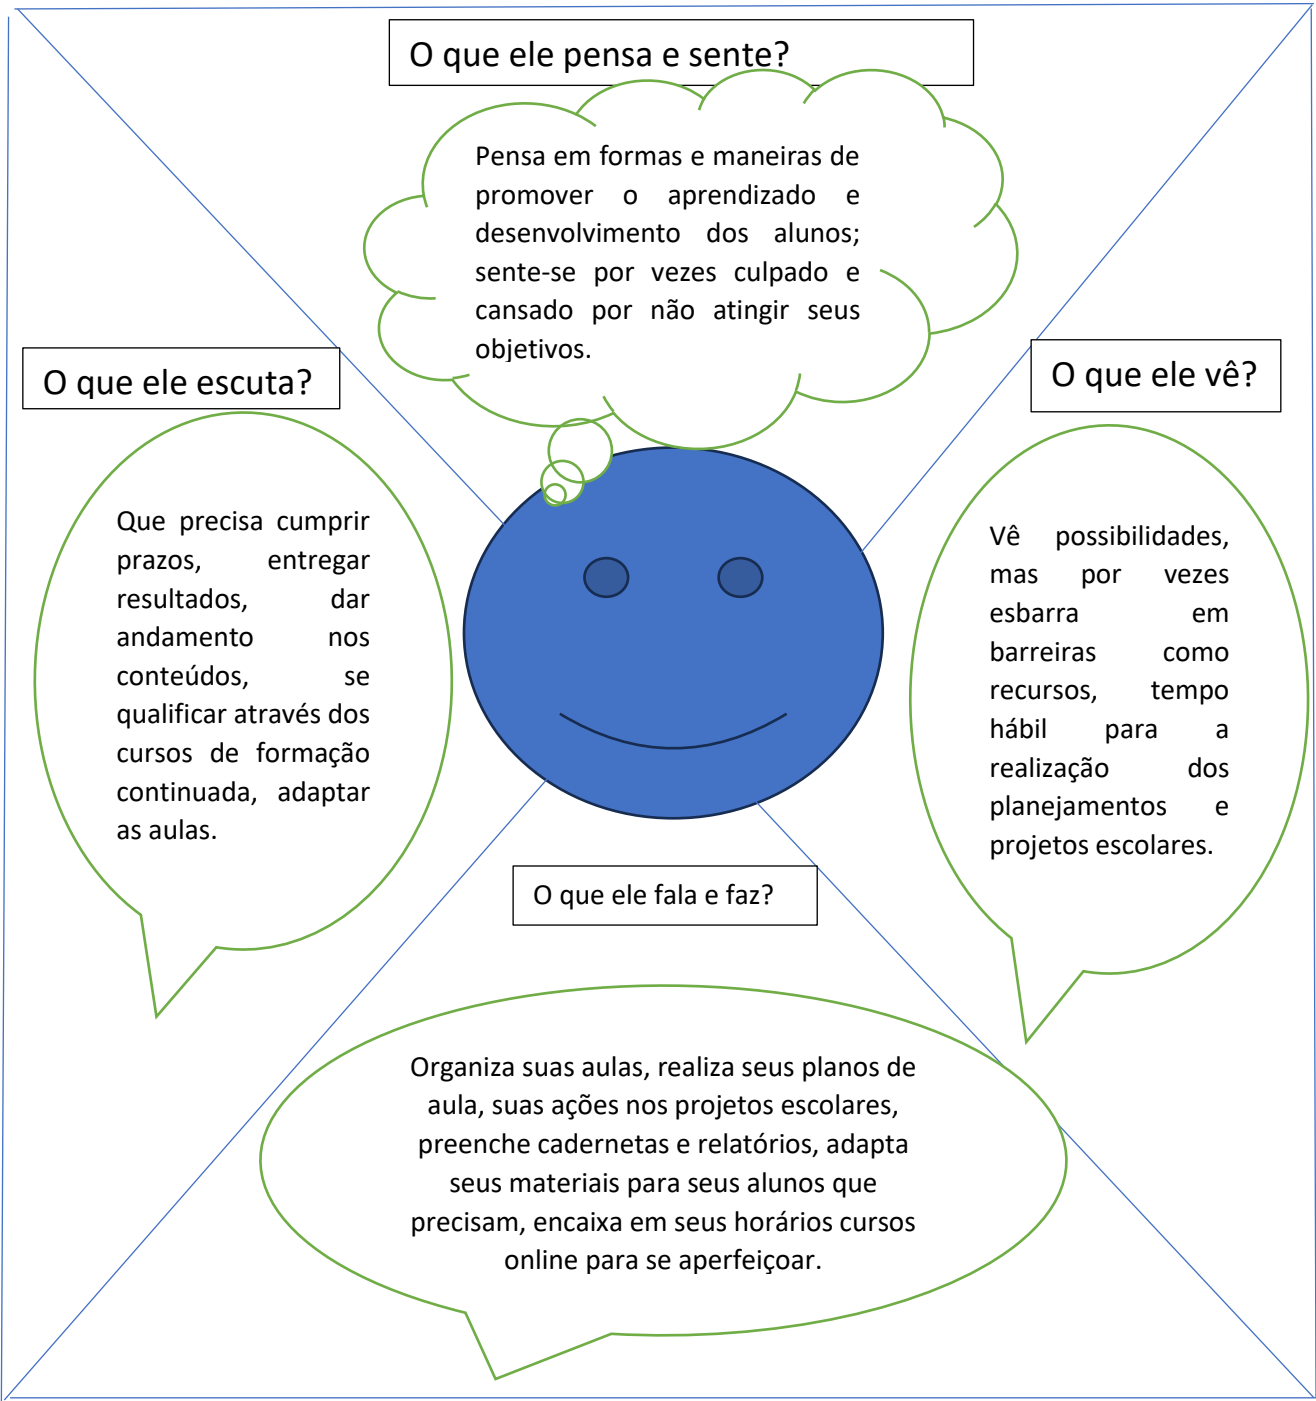 O que ele pensa e sente?
Pensa em formas e maneiras de
promover o aprendizado e
desenvolvimento dos alunos;
sente-se por vezes culpado e
cansado por não atingir seus
objetivos.
O que ele escuta?
Que precisa cumprir
prazos, entregar
resultados, dar
andamento nos
conteúdos, se
qualificar através dos
cursos de formação
continuada, adaptar
as aulas.
O que ele vê?
Vê possibilidades,
mas por vezes
esbarra em
barreiras como
recursos, tempo
hábil para a
realização dos
planejamentos e
projetos escolares.
O que ele fala e faz?
Organiza suas aulas, realiza seus planos de
aula, suas ações nos projetos escolares,
preenche cadernetas e relatórios, adapta
seus materiais para seus alunos que
precisam, encaixa em seus horários cursos
online para se aperfeiçoar.